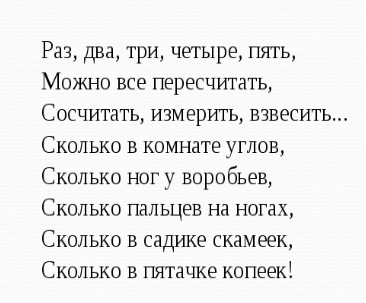 Раз, два, три, четыре, пять,
Можно все пересчитать,
Сосчитать, измерить, взвесить...
Сколько в комнате углов,
Сколько ног у воробьев,
Сколько пальцев на ногах,
Сколько в садике скамеек,
Сколько в пятачке копеек!